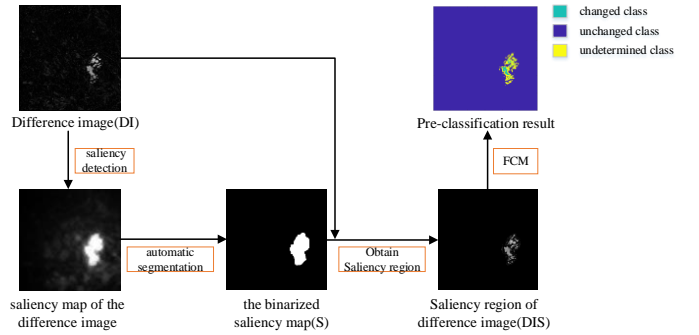 changed class
unchanged class
undetermined class
Difference image(DI)
Pre-classification result
saliency
detection
FCM
automatic
segmentation
Obtain
Saliency region
saliency map of the
difference image
the binarized
saliency map(S)
Saliency region of
difference image(DIS)